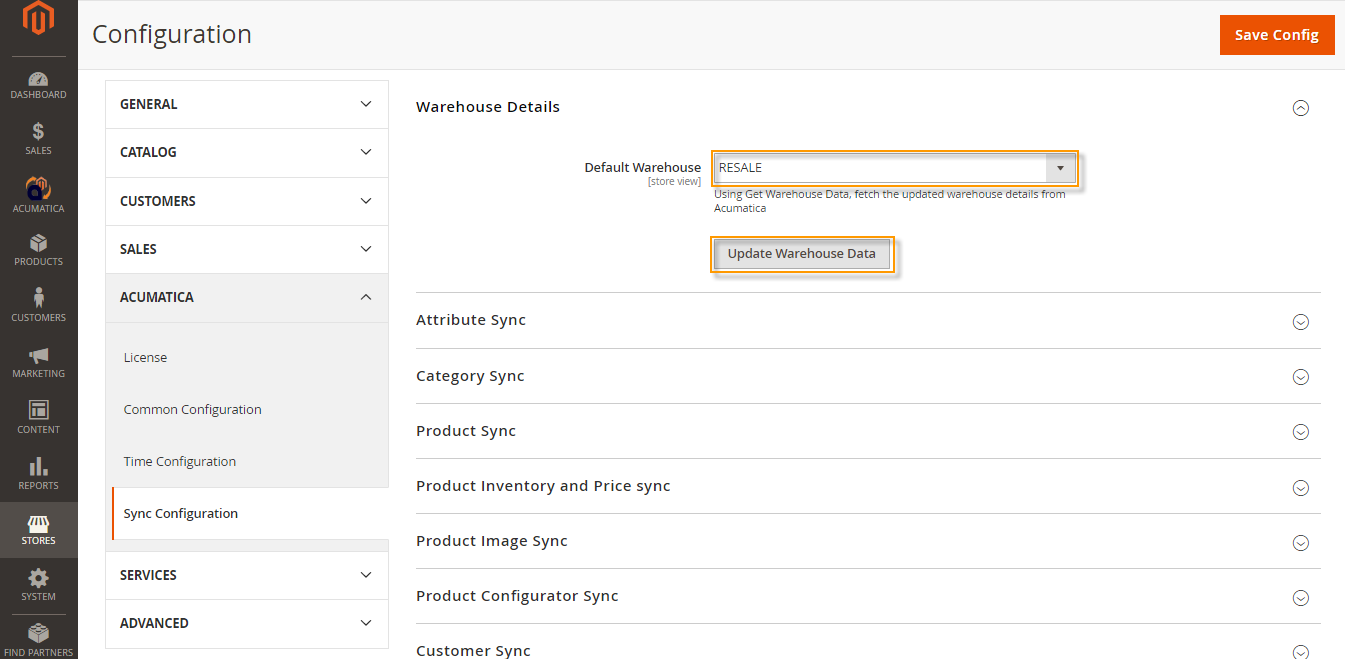 Configuration
Save Config
DASHBOARD
SALES
ACUMATICA
PRODUCTS
CUSTOMERS
MARKETING
CONTENT
REPORTS
STORES
SYSTEM
FIND PARTNERS
GENERAL
CATALOG
CUSTOMERS
SALES
ACUMATICA
License
Common Configuration
Time Configuration
Sync Configuration
SERVICES
ADVANCED
Warehouse Details
Default Warehouse
[store view]
RESALE
Using Get Warehouse Data, fetch the updated warehouse details from
Acumatica
Update Warehouse Data
Attribute Sync
Category Sync
Product Sync
Product Inventory and Price sync
Product Image Sync
Product Configurator Sync
Customer Sync